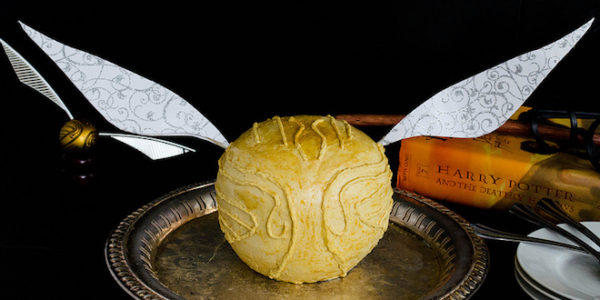 HARRY POTTER
AND THE DEATHLY HALLOWS